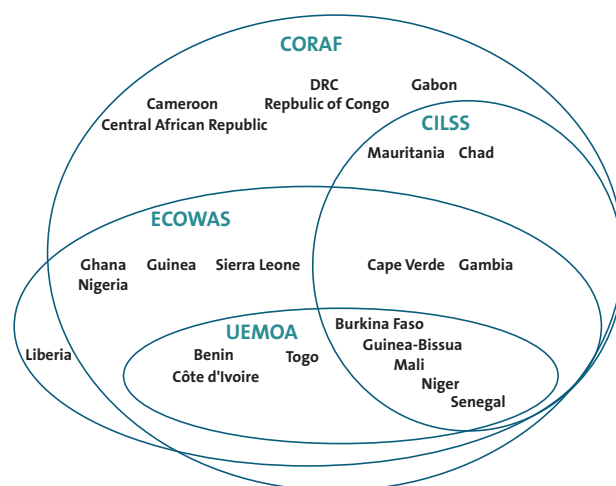 CORAF
DRC
Gabon
Cameroon
Repbulic of Congo
Central African Republic
CILSS
Mauritania Chad
ECOWAS
Ghana Guinea Sierra Leone
Cape Verde Gambia
Nigeria
UEMOA
Burkina Faso
Guinea-Bissua
Liberia
Benin
Togo
Mali
Côte d'Ivoire
Niger
Senegal